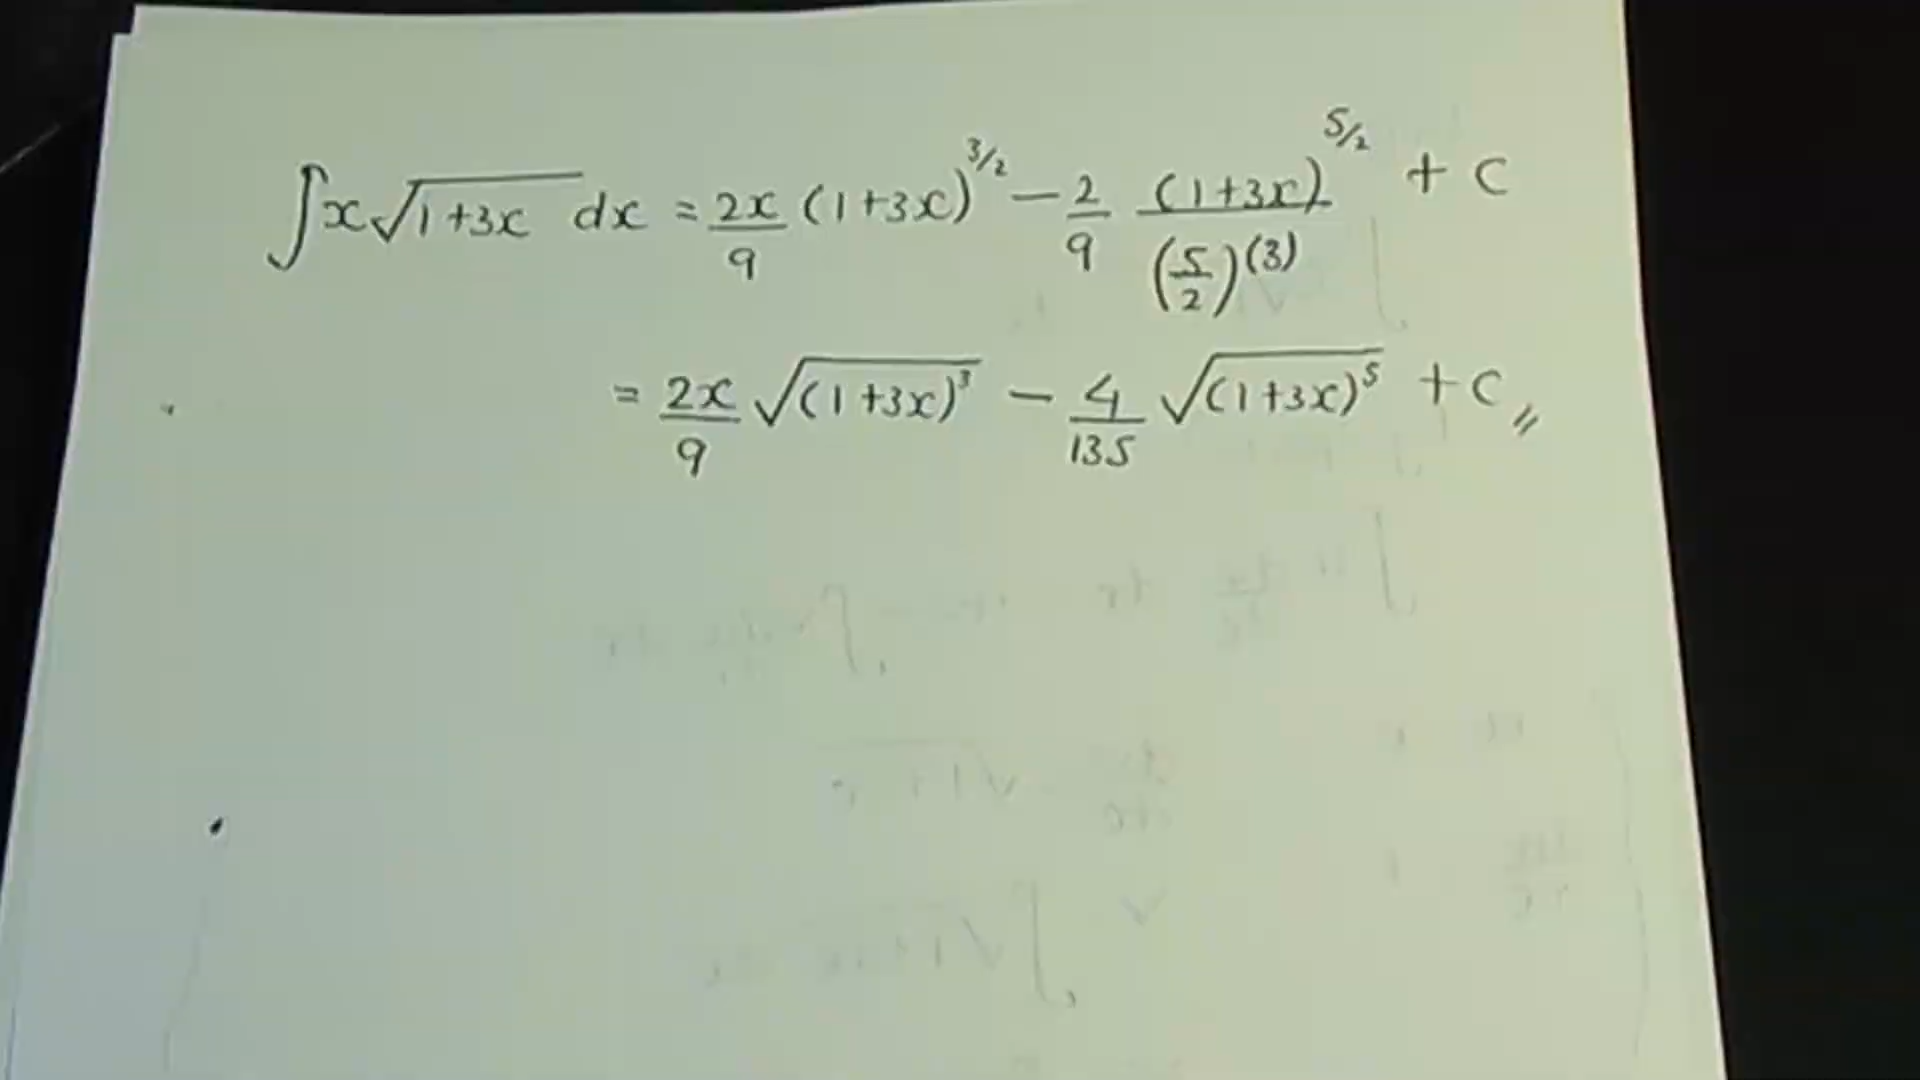 ∫x√(1+3x) dx = 2x/9 (1+3x)^3/2 − 2/9 (1+3x)^5/2 / (5/2)(3) + C
= 2x/9 √(1+3x)^3 − 4/135 √(1+3x)^5 + C //